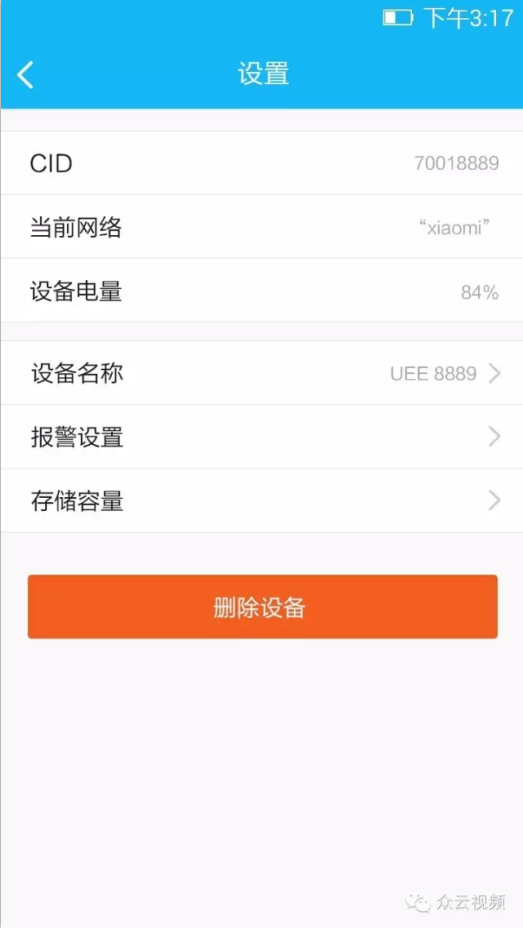 下午3:17
设置
CID 70018889
当前网络 “xiaomi”
设备电量 84%
设备名称 UEE 8889
报警设置
存储容量
删除设备
众云视频